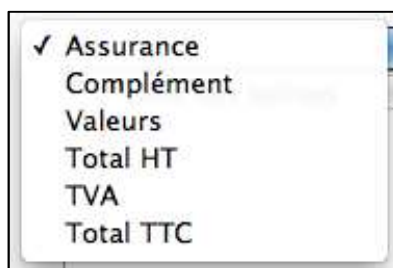 ✓ Assurance
Complément
Valeurs
Total HT
TVA
Total TTC